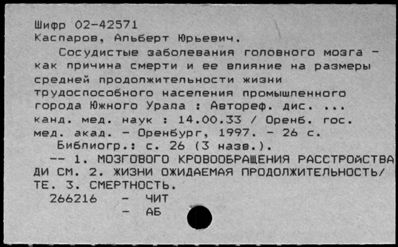 Шифр 02-42571
Каспаров, Альберт Юрьевич.
Сосудистые заболевания головного мозга -
как причина смерти и ее влияние на размеры
средней продолжительности жизни
трудоспособного населения промышленного
города Южного Урала : Автореф. дис. ...
канд. мед. наук : 14.00.33 / Оренб. гос.
мед. акад. - Оренбург, 1997. - 26 с.
Библиогр.: с. 26 (3 назв.).
-- 1. МОЗГОВОГО КРОВООБРАЩЕНИЯ РАССТРОЙСТВА
ДИ СМ. 2. ЖИЗНИ ОЖИДАЕМАЯ ПРОДОЛЖИТЕЛЬНОСТЬ/
ТЕ. 3. СМЕРТНОСТЬ.
266216 - ЧИТ
- АБ